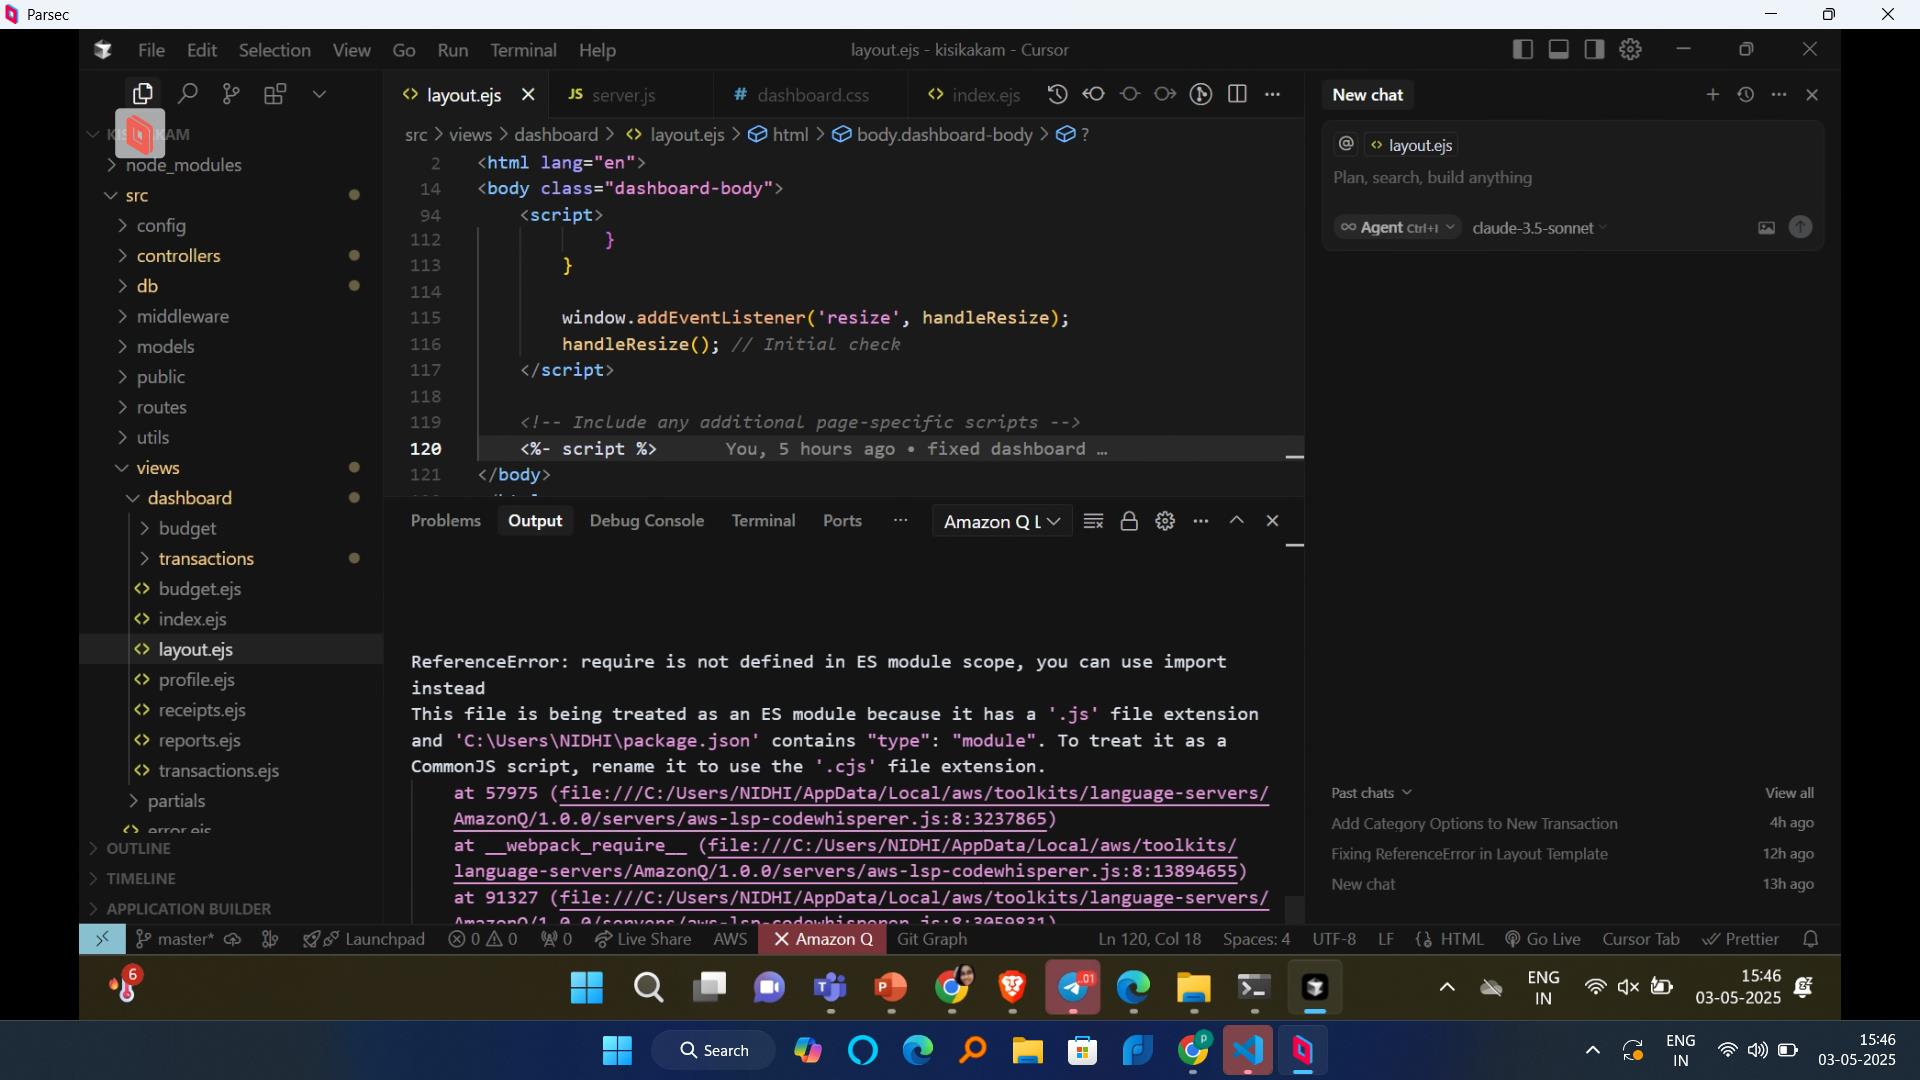 Parsec
File Edit Selection View Go Run Terminal Help
layout.ejs - kisikakam - Cursor
layout.ejs
JS server.js
# dashboard.css
index.ejs
src > views > dashboard > layout.ejs > html > body.dashboard-body > ?
node_modules
src
config
controllers
db
middleware
models
public
routes
utils
views
dashboard
budget
transactions
budget.ejs
index.ejs
layout.ejs
profile.ejs
receipts.ejs
reports.ejs
transactions.ejs
partials
error.ejs
OUTLINE
TIMELINE
APPLICATION BUILDER
2 <html lang="en">
14 <body class="dashboard-body">
94 <script>
112 }
113 }
114
115 window.addEventListener('resize', handleResize);
116 handleResize(); // Initial check
117 </script>
118
119 <!-- Include any additional page-specific scripts -->
120 <%- script %> You, 5 hours ago • fixed dashboard …
121 </body>
Problems Output Debug Console Terminal Ports ... Amazon Q L
ReferenceError: require is not defined in ES module scope, you can use import
instead
This file is being treated as an ES module because it has a '.js' file extension
and 'C:\Users\NIDHI\package.json' contains "type": "module". To treat it as a
CommonJS script, rename it to use the '.cjs' file extension.
at 57975 (file:///C:/Users/NIDHI/AppData/Local/aws/toolkits/language-servers/
AmazonQ/1.0.0/servers/aws-lsp-codewhisperer.js:8:3237865)
at __webpack_require__ (file:///C:/Users/NIDHI/AppData/Local/aws/toolkits/
language-servers/AmazonQ/1.0.0/servers/aws-lsp-codewhisperer.js:8:13894655)
at 91327 (file:///C:/Users/NIDHI/AppData/Local/aws/toolkits/language-servers/
AmazonQ/1.0.0/servers/aws-lsp-codewhisperer.js:8:3059831)
New chat
@ layout.ejs
Plan, search, build anything
∞ Agent Ctrl+I claude-3.5-sonnet
Past chats View all
Add Category Options to New Transaction 4h ago
Fixing ReferenceError in Layout Template 12h ago
New chat 13h ago
master* Launchpad 0 0 0 Live Share AWS Amazon Q Git Graph Ln 120, Col 18 Spaces: 4 UTF-8 LF HTML Go Live Cursor Tab Prettier
6
.01
ENG
IN
15:46
03-05-2025
Search
P
ENG
IN
15:46
03-05-2025